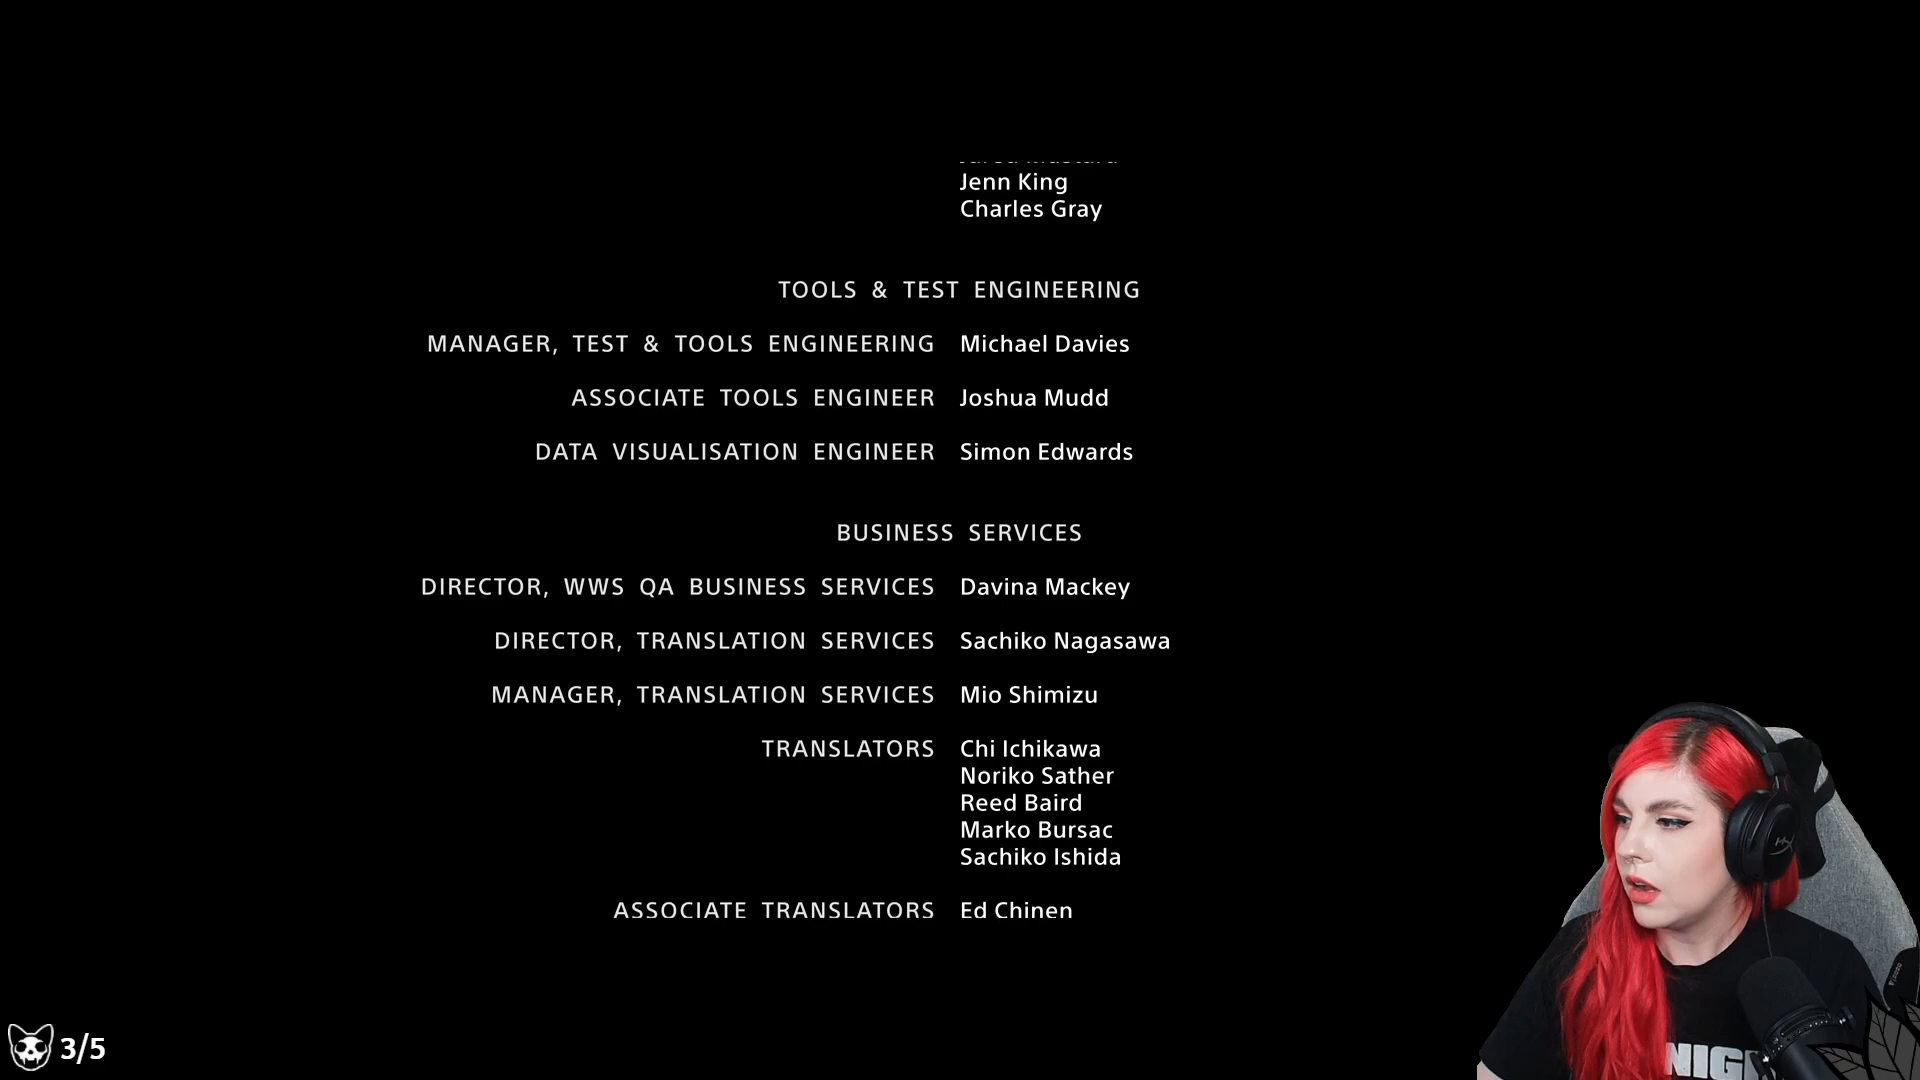 Jenn King
Charles Gray
TOOLS & TEST ENGINEERING
MANAGER, TEST & TOOLS ENGINEERING Michael Davies
ASSOCIATE TOOLS ENGINEER Joshua Mudd
DATA VISUALISATION ENGINEER Simon Edwards
BUSINESS SERVICES
DIRECTOR, WWS QA BUSINESS SERVICES Davina Mackey
DIRECTOR, TRANSLATION SERVICES Sachiko Nagasawa
MANAGER, TRANSLATION SERVICES Mio Shimizu
TRANSLATORS Chi Ichikawa
Noriko Sather
Reed Baird
Marko Bursac
Sachiko Ishida
ASSOCIATE TRANSLATORS Ed Chinen
3/5